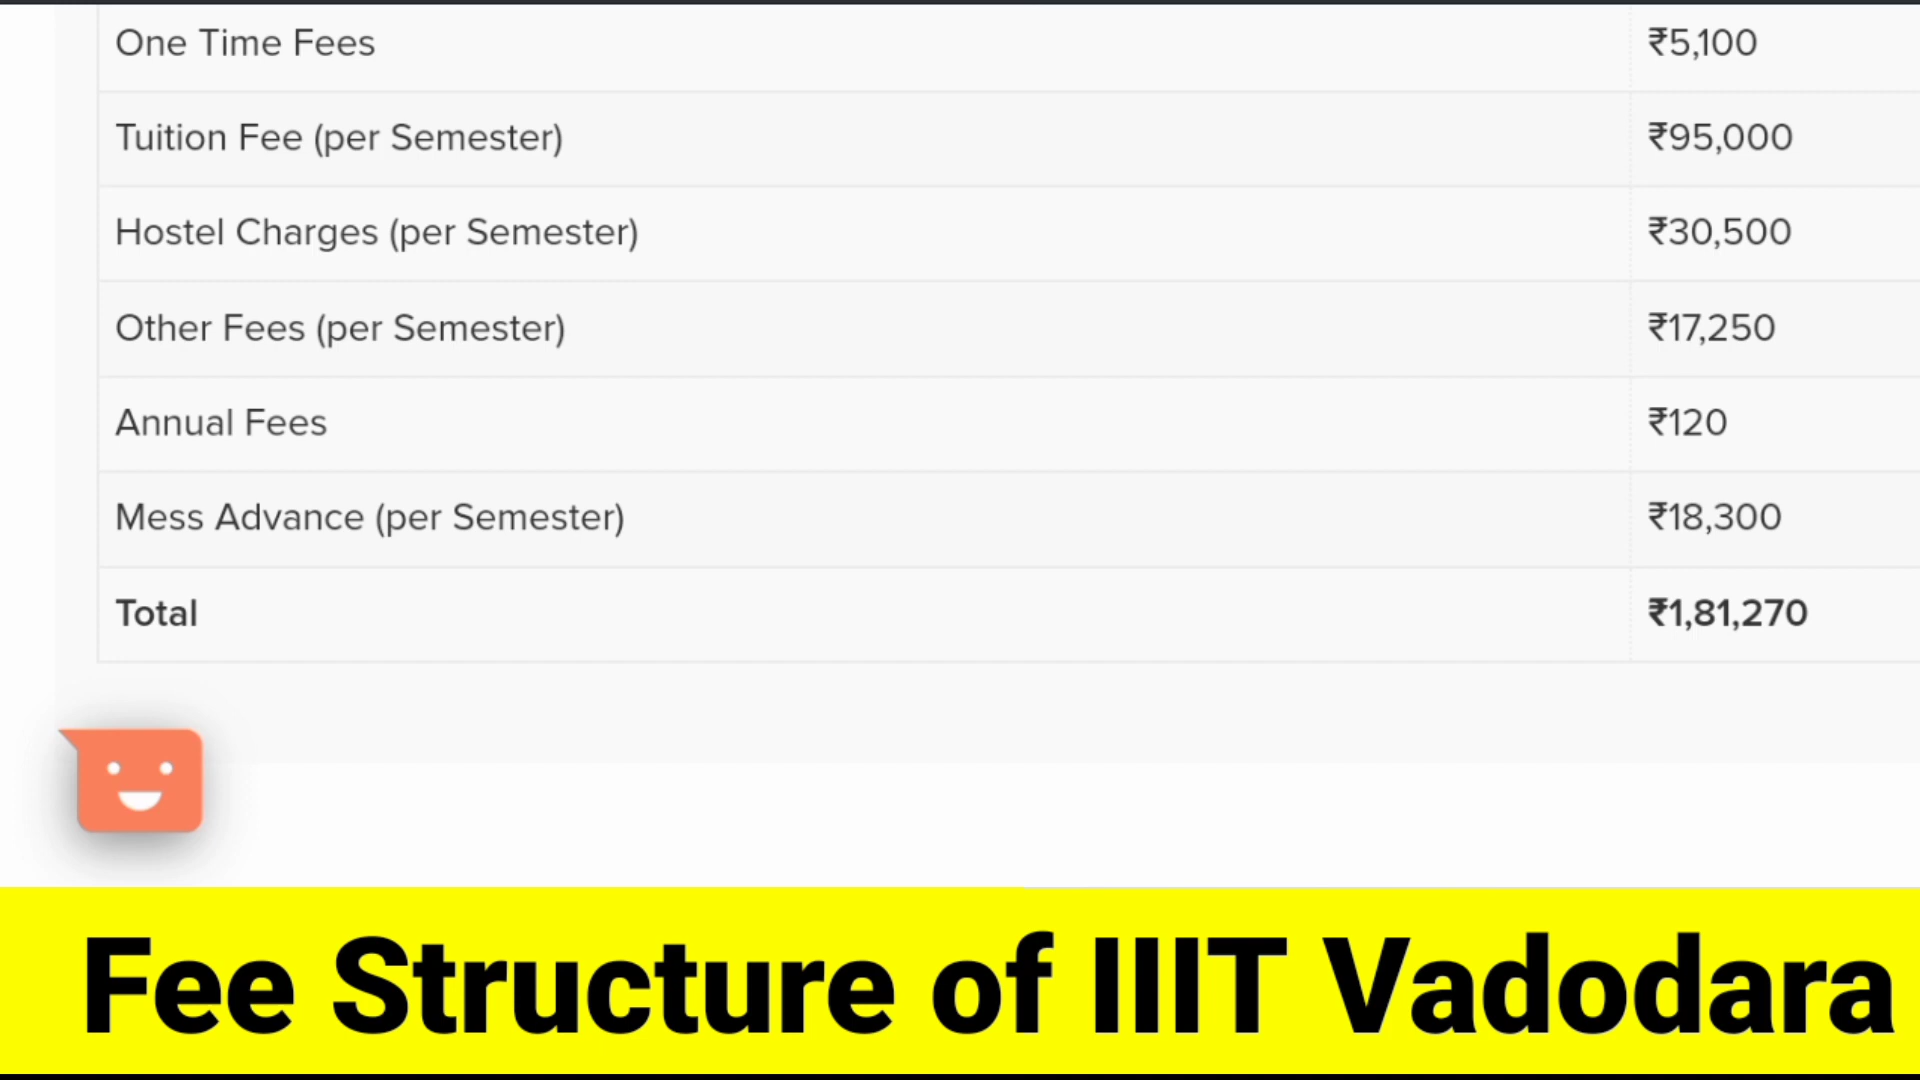 One Time Fees ₹5,100
Tuition Fee (per Semester) ₹95,000
Hostel Charges (per Semester) ₹30,500
Other Fees (per Semester) ₹17,250
Annual Fees ₹120
Mess Advance (per Semester) ₹18,300
Total ₹1,81,270
Fee Structure of IIIT Vadodara